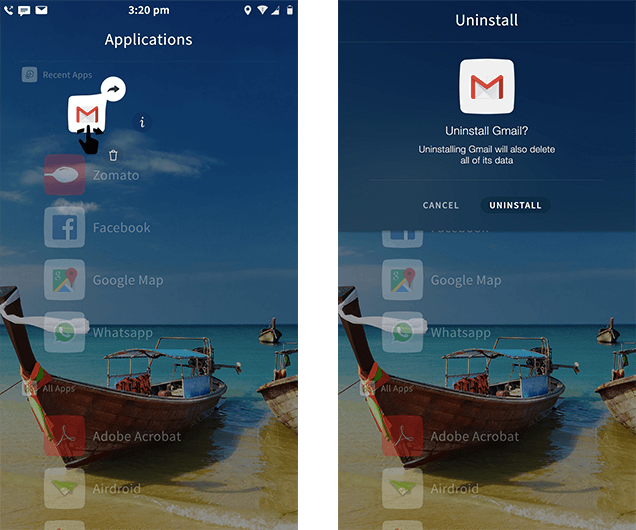 3:20 pm
Applications
Recent Apps
i
Zomato
Facebook
Google Map
Whatsapp
All Apps
Adobe Acrobat
Airdroid
Uninstall
Uninstall Gmail?
Uninstalling Gmail will also delete
all of its data
CANCEL UNINSTALL
Facebook
Google Map
Whatsapp
All Apps
Adobe Acrobat
Airdroid